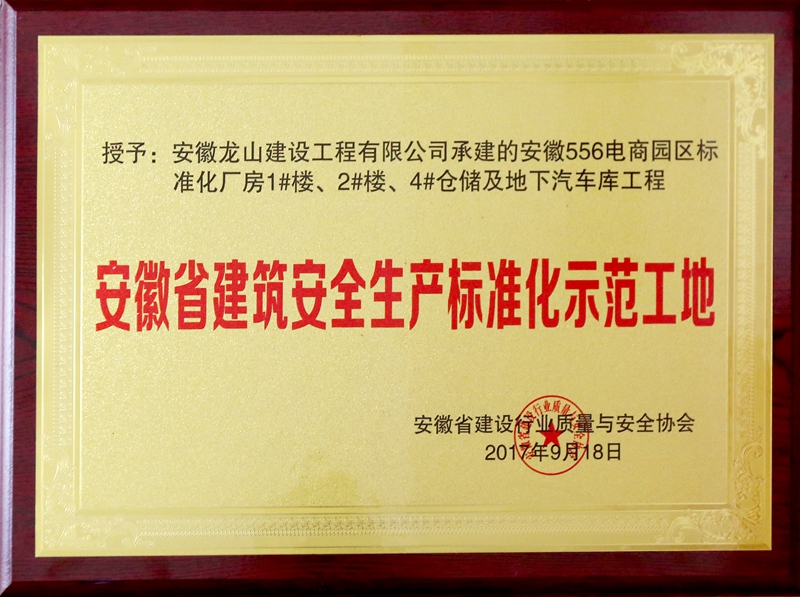 授予：安徽龙山建设工程有限公司承建的安徽556电商园区标
准化厂房1#楼、2#楼、4#仓储及地下汽车库工程
安徽省建筑安全生产标准化示范工地
安徽省建设行业质量与安全协会
2017年9月18日